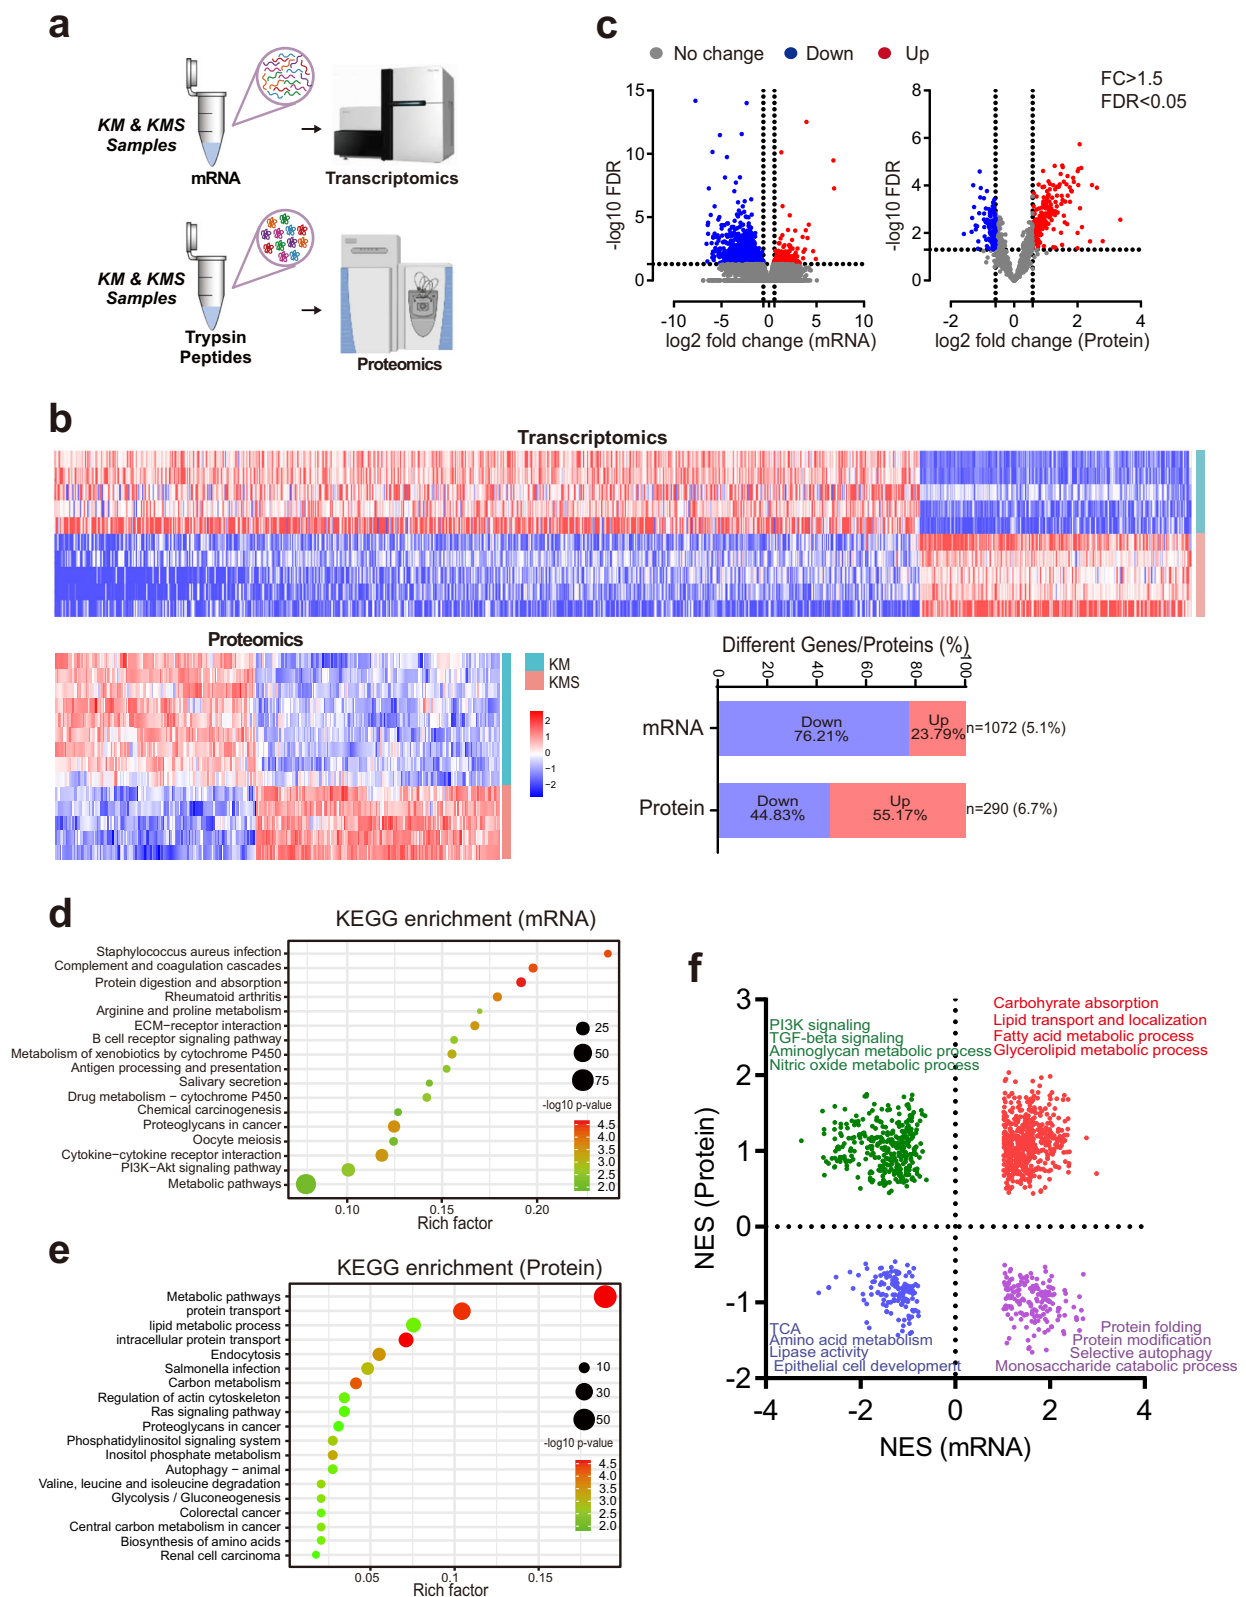 a
KM & KMS
Samples
mRNA
Transcriptomics
KM & KMS
Samples
Trypsin
Peptides
Proteomics
c
No change
Down
Up
FC>1.5
FDR<0.05
15
10
5
0
-log10 FDR
-10
-5
0
5
10
log2 fold change (mRNA)
8
6
4
2
0
-log10 FDR
-2
0
2
4
log2 fold change (Protein)
b
Transcriptomics
Proteomics
KM
KMS
2
1
0
−1
−2
Different Genes/Proteins (%)
0
20
40
60
80
100
mRNA
Down
76.21%
Up
23.79%
n=1072 (5.1%)
Protein
Down
44.83%
Up
55.17%
n=290 (6.7%)
d
KEGG enrichment (mRNA)
Staphylococcus aureus infection
Complement and coagulation cascades
Protein digestion and absorption
Rheumatoid arthritis
Arginine and proline metabolism
ECM−receptor interaction
B cell receptor signaling pathway
Metabolism of xenobiotics by cytochrome P450
Antigen processing and presentation
Salivary secretion
Drug metabolism − cytochrome P450
Chemical carcinogenesis
Proteoglycans in cancer
Oocyte meiosis
Cytokine−cytokine receptor interaction
PI3K−Akt signaling pathway
Metabolic pathways
25
50
75
-log10 p-value
4.5
4.0
3.5
3.0
2.5
2.0
0.10
0.15
0.20
Rich factor
e
KEGG enrichment (Protein)
Metabolic pathways
protein transport
lipid metabolic process
intracellular protein transport
Endocytosis
Salmonella infection
Carbon metabolism
Regulation of actin cytoskeleton
Ras signaling pathway
Proteoglycans in cancer
Phosphatidylinositol signaling system
Inositol phosphate metabolism
Autophagy − animal
Valine, leucine and isoleucine degradation
Glycolysis / Gluconeogenesis
Colorectal cancer
Central carbon metabolism in cancer
Biosynthesis of amino acids
Renal cell carcinoma
10
30
50
-log10 p-value
4.5
4.0
3.5
3.0
2.5
2.0
0.05
0.1
0.15
Rich factor
f
3
2
1
0
-1
-2
NES (Protein)
PI3K signaling
TGF-beta signaling
Aminoglycan metabolic process
Nitric oxide metabolic process
Carbohyrate absorption
Lipid transport and localization
Fatty acid metabolic process
Glycerolipid metabolic process
TCA
Amino acid metabolism
Lipase activity
Epithelial cell development
Protein folding
Protein modification
Selective autophagy
Monosaccharide catabolic process
-4
-2
0
2
4
NES (mRNA)